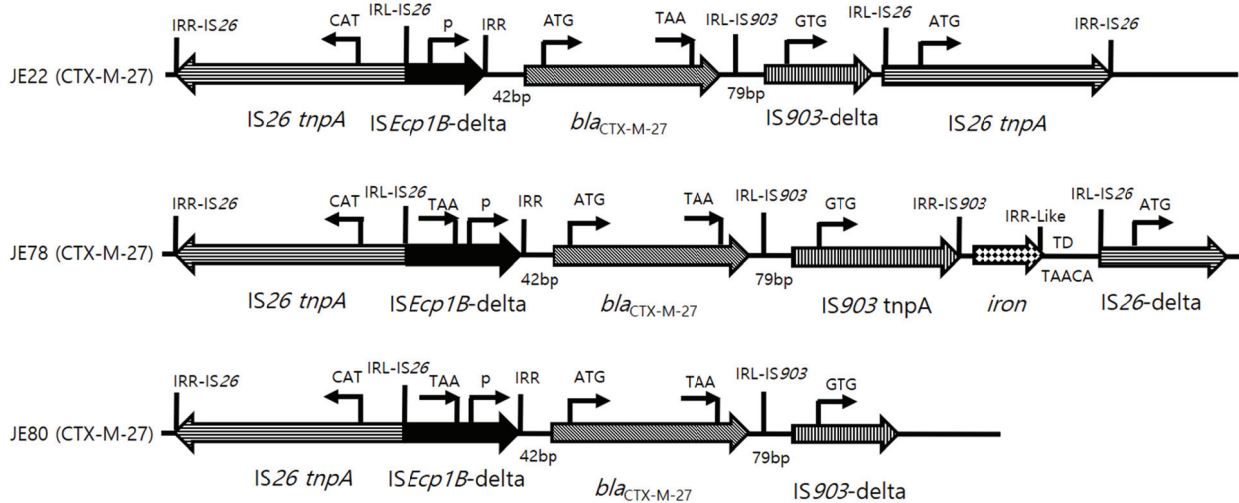 IRR-IS26 CAT IRL-IS26 p IRR ATG TAA IRL-IS903 GTG IRL-IS26 ATG IRR-IS26
JE22 (CTX-M-27)
42bp 79bp
IS26 tnpA ISEcp1B-delta blaCTX-M-27 IS903-delta IS26 tnpA
IRR-IS26 CAT IRL-IS26 TAA p IRR ATG TAA IRL-IS903 GTG IRR-IS903 IRR-Like IRL-IS26 ATG
JE78 (CTX-M-27) TD
42bp 79bp TAACA
IS26 tnpA ISEcp1B-delta blaCTX-M-27 IS903 tnpA iron IS26-delta
IRR-IS26 CAT IRL-IS26 TAA p IRR ATG TAA IRL-IS903 GTG
JE80 (CTX-M-27)
42bp 79bp
IS26 tnpA ISEcp1B-delta blaCTX-M-27 IS903-delta